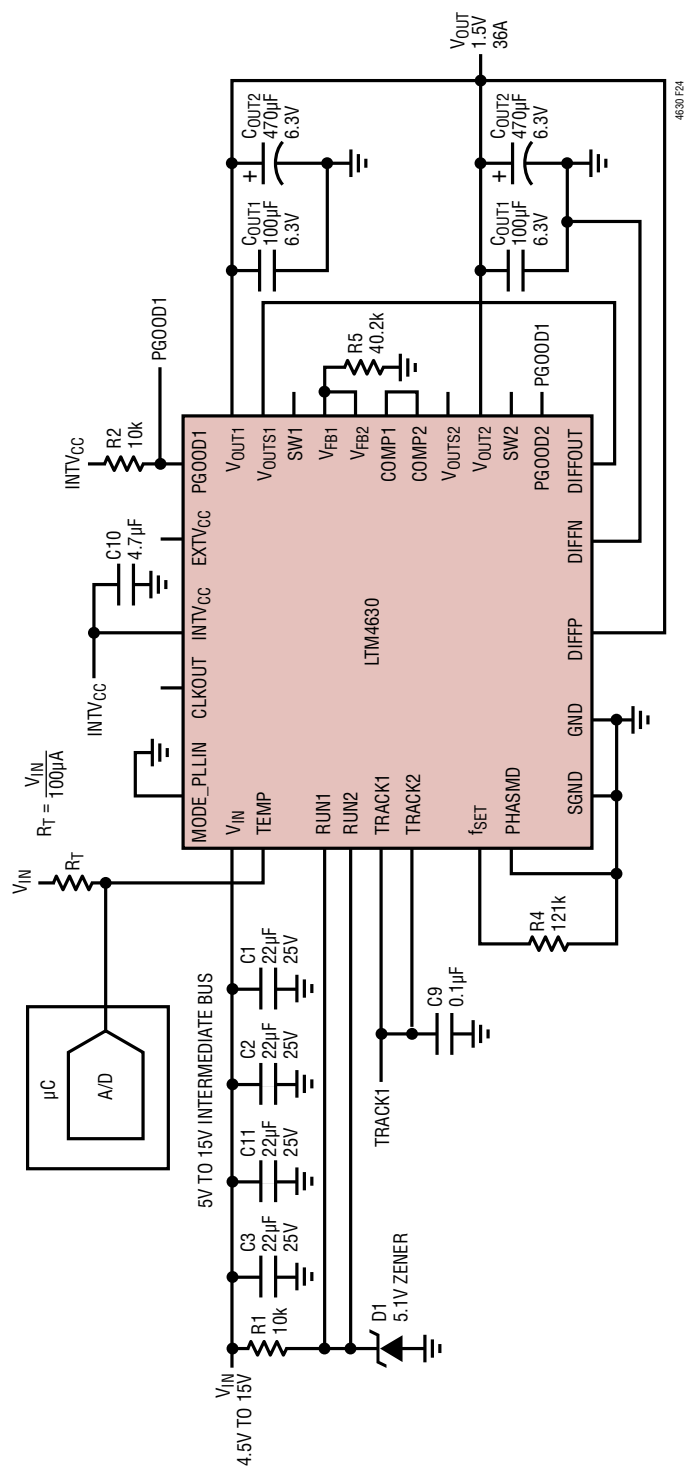 INTVCC
R2
10k
PGOOD1
C10
4.7µF
INTVCC
RT = VIN
100µA
VIN
RT
µC
A/D
MODE_PLLIN
CLKOUT
INTVCC
EXTVCC
PGOOD1
VIN
4.5V TO 15V
5V TO 15V INTERMEDIATE BUS
R1
10k
C3
22µF
25V
C11
22µF
25V
C2
22µF
25V
C1
22µF
25V
D1
5.1V ZENER
TRACK1
C9
0.1µF
R4
121k
VIN
TEMP
RUN1
RUN2
TRACK1
TRACK2
fSET
PHASMD
LTM4630
VOUT1
VOUTS1
SW1
VFB1
VFB2
COMP1
COMP2
VOUTS2
VOUT2
SW2
PGOOD2
SGND
GND
DIFFP
DIFFN
DIFFOUT
R5
40.2k
PGOOD1
COUT1
100µF
6.3V
+
COUT2
470µF
6.3V
COUT1
100µF
6.3V
+
COUT2
470µF
6.3V
VOUT
1.5V
36A
4630 F24